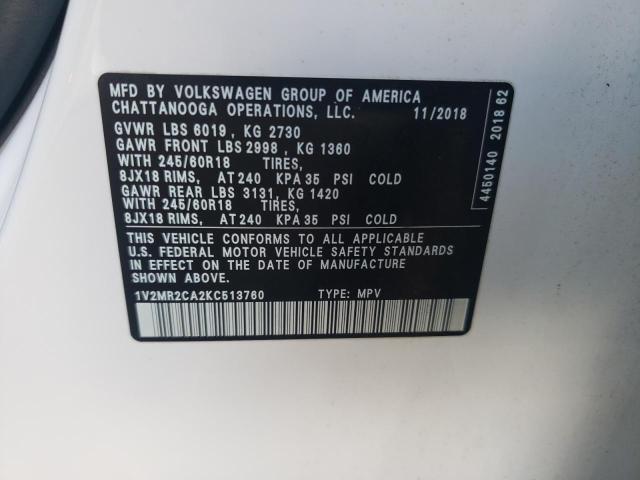 MFD BY VOLKSWAGEN GROUP OF AMERICA
CHATTANOOGA OPERATIONS, LLC. 11/2018
GVWR LBS 6019, KG 2730
GAWR FRONT LBS 2998, KG 1360
WITH 245/60R18 TIRES,
8JX18 RIMS, AT 240 KPA 35 PSI COLD
GAWR REAR LBS 3131, KG 1420
WITH 245/60R18 TIRES,
8JX18 RIMS, AT 240 KPA 35 PSI COLD
THIS VEHICLE CONFORMS TO ALL APPLICABLE
U.S. FEDERAL MOTOR VEHICLE SAFETY STANDARDS
IN EFFECT ON THE DATE OF MANUFACTURE
SHOWN ABOVE.
1V2MR2CA2KC513760 TYPE: MPV
4450140 2018 62